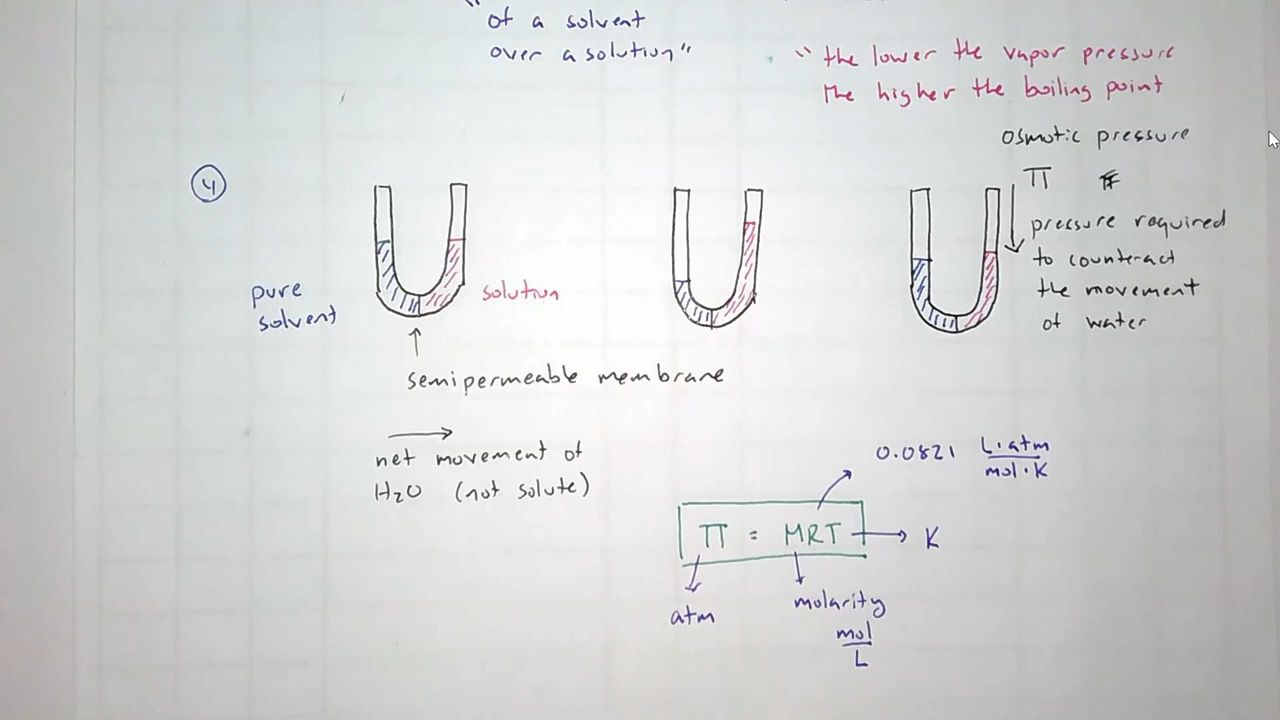 of a solvent
over a solution"
"the lower the vapor pressure
the higher the boiling point
osmotic pressure
π
4
pressure required
to counteract
the movement
of water
pure
solvent
solution
semipermeable membrane
net movement of
H₂O (not solute)
0.0821 L·atm
mol·K
π = MRT
K
atm
molarity
mol
L